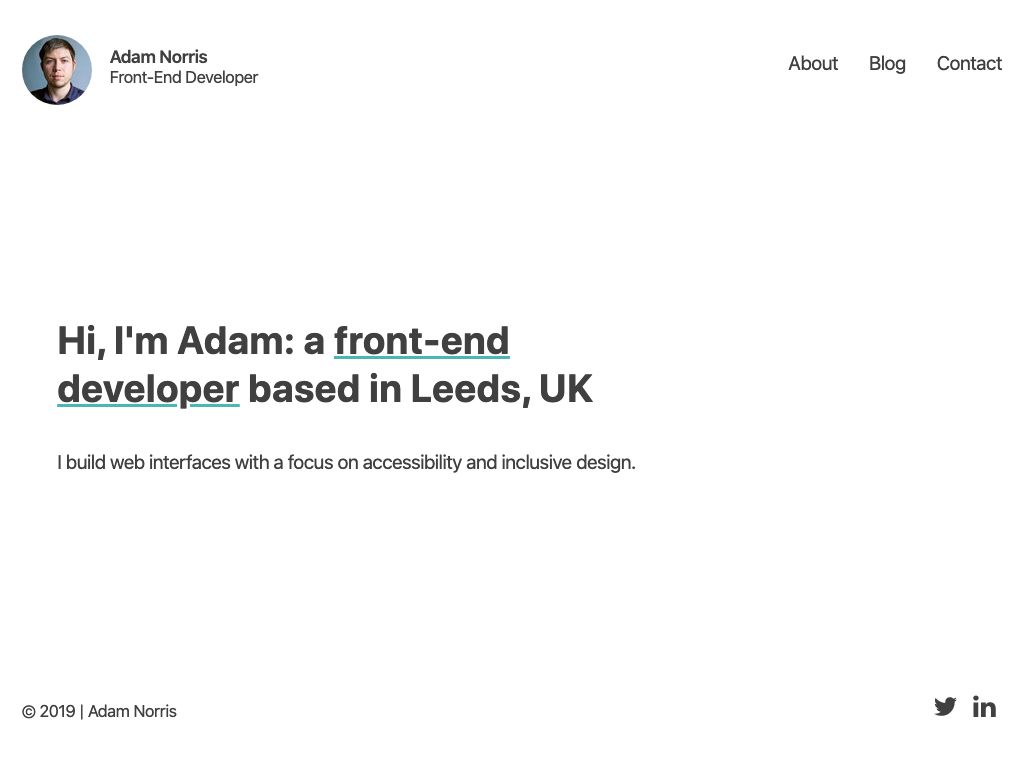 Adam Norris
Front-End Developer
About Blog Contact
Hi, I'm Adam: a front-end
developer based in Leeds, UK
I build web interfaces with a focus on accessibility and inclusive design.
© 2019 | Adam Norris
in